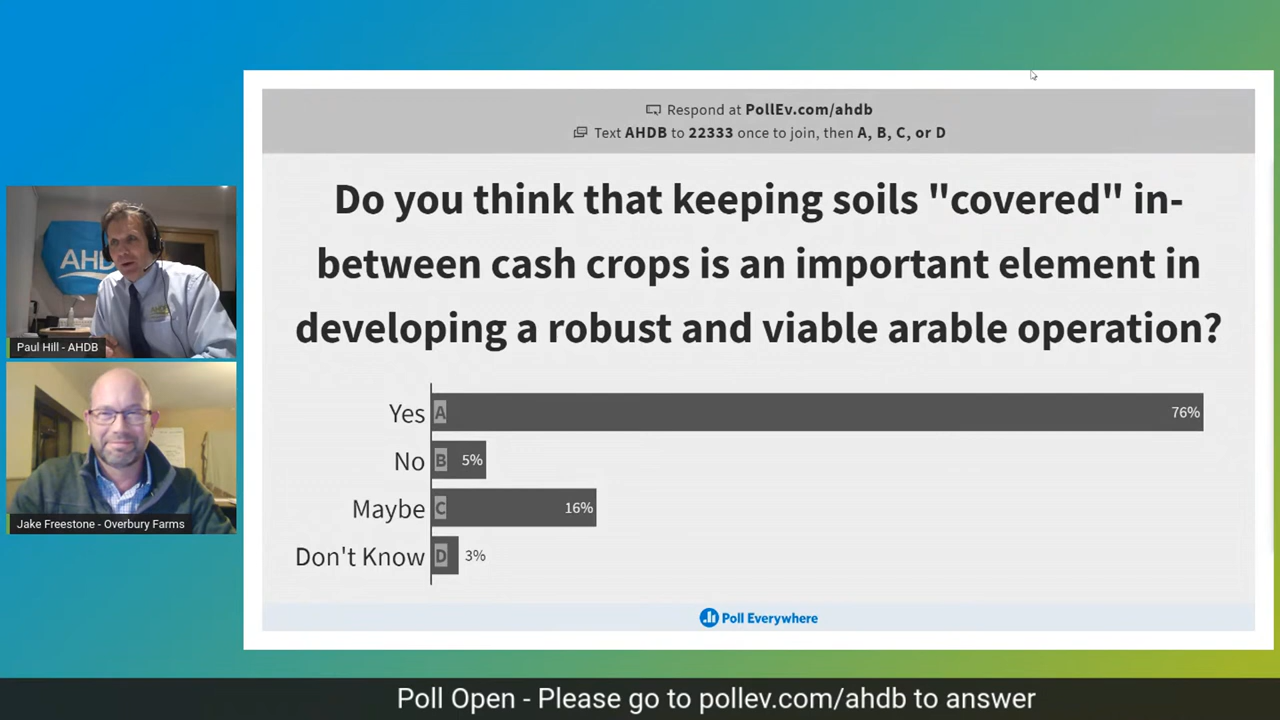 Respond at PollEv.com/ahdb
Text AHDB to 22333 once to join, then A, B, C, or D
Do you think that keeping soils "covered" in-
between cash crops is an important element in
developing a robust and viable arable operation?
Yes A 76%
No B 5%
Maybe C 16%
Don't Know D 3%
Poll Everywhere
AHDB
Paul Hill - AHDB
Jake Freestone - Overbury Farms
Poll Open - Please go to pollev.com/ahdb to answer